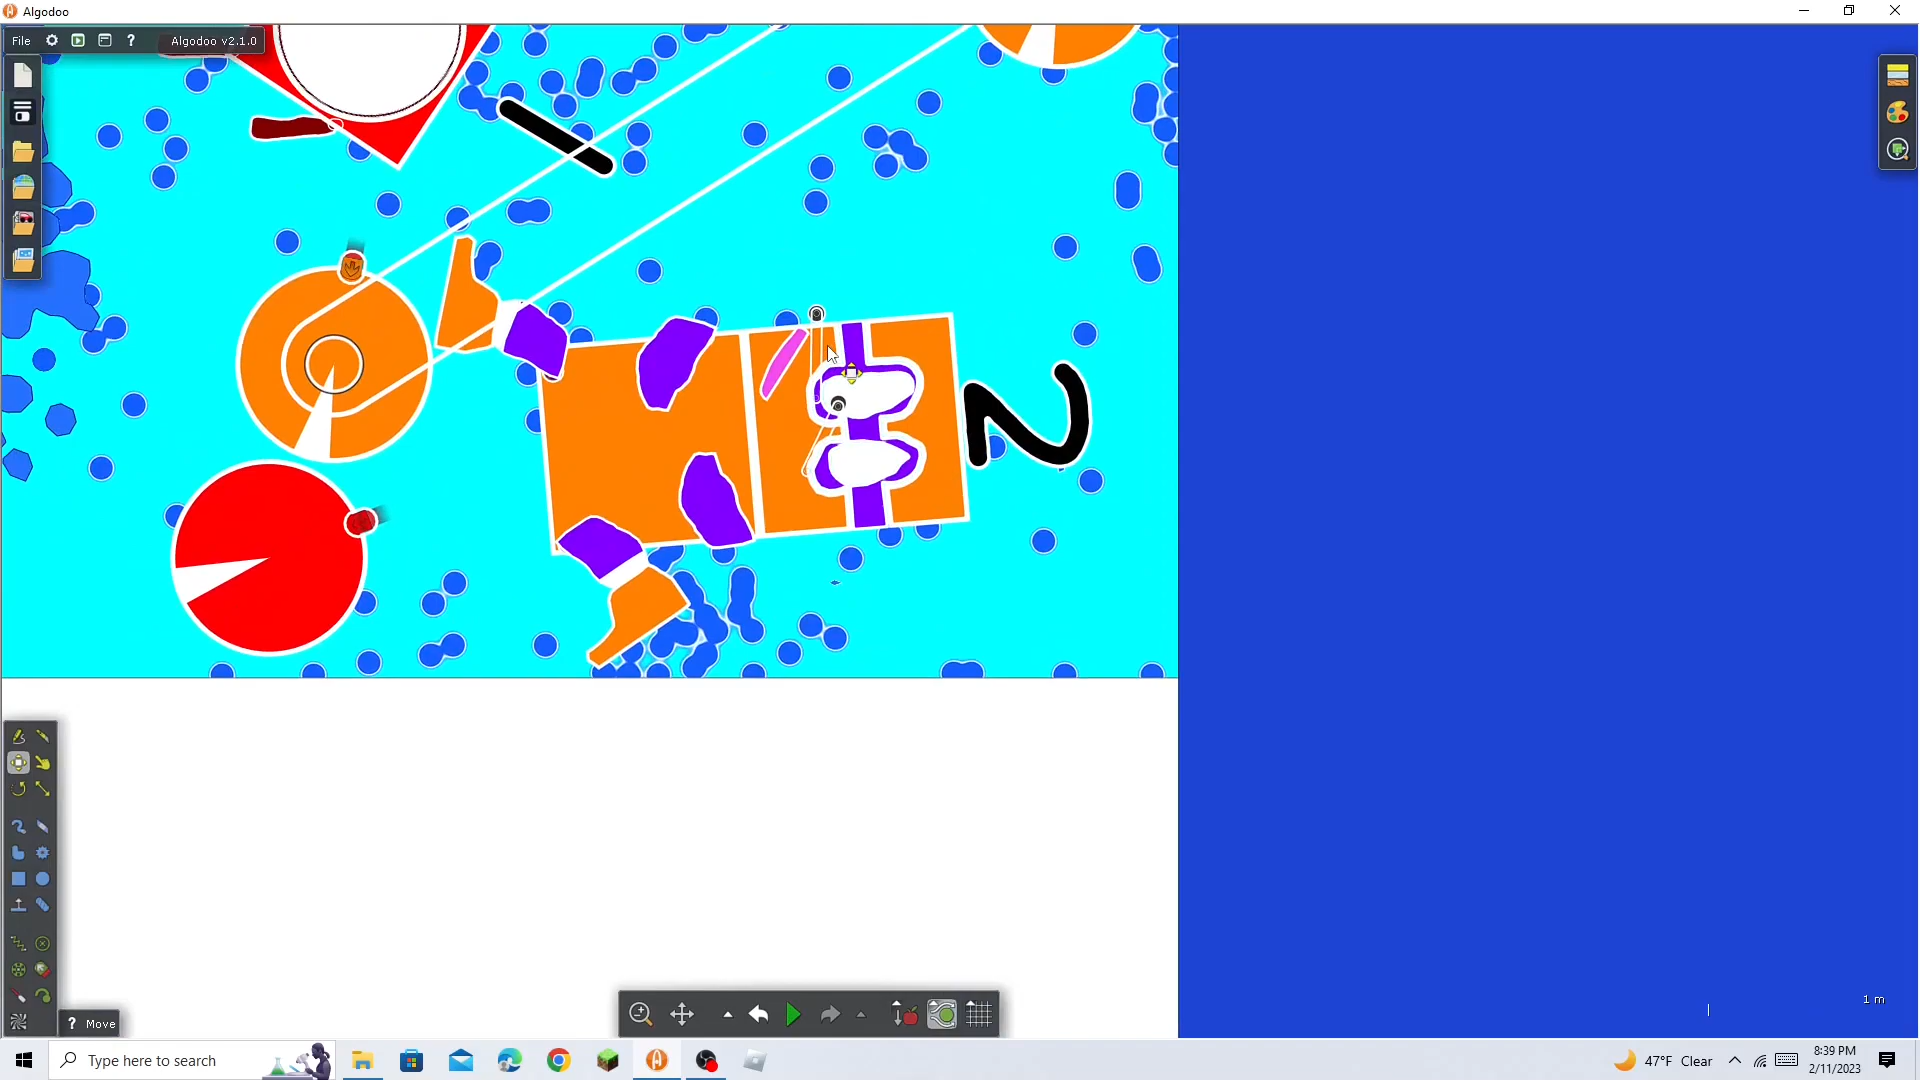 Algodoo
File
?
Algodoo v2.1.0
2
1 m
? Move
Type here to search
47°F Clear
8:39 PM
2/11/2023